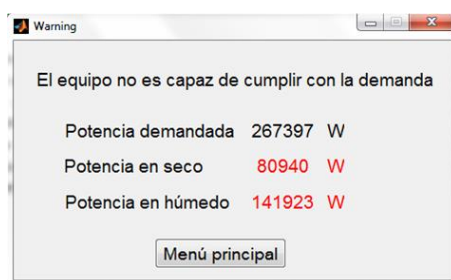 Warning
El equipo no es capaz de cumplir con la demanda
Potencia demandada 267397 W
Potencia en seco 80940 W
Potencia en húmedo 141923 W
Menú principal